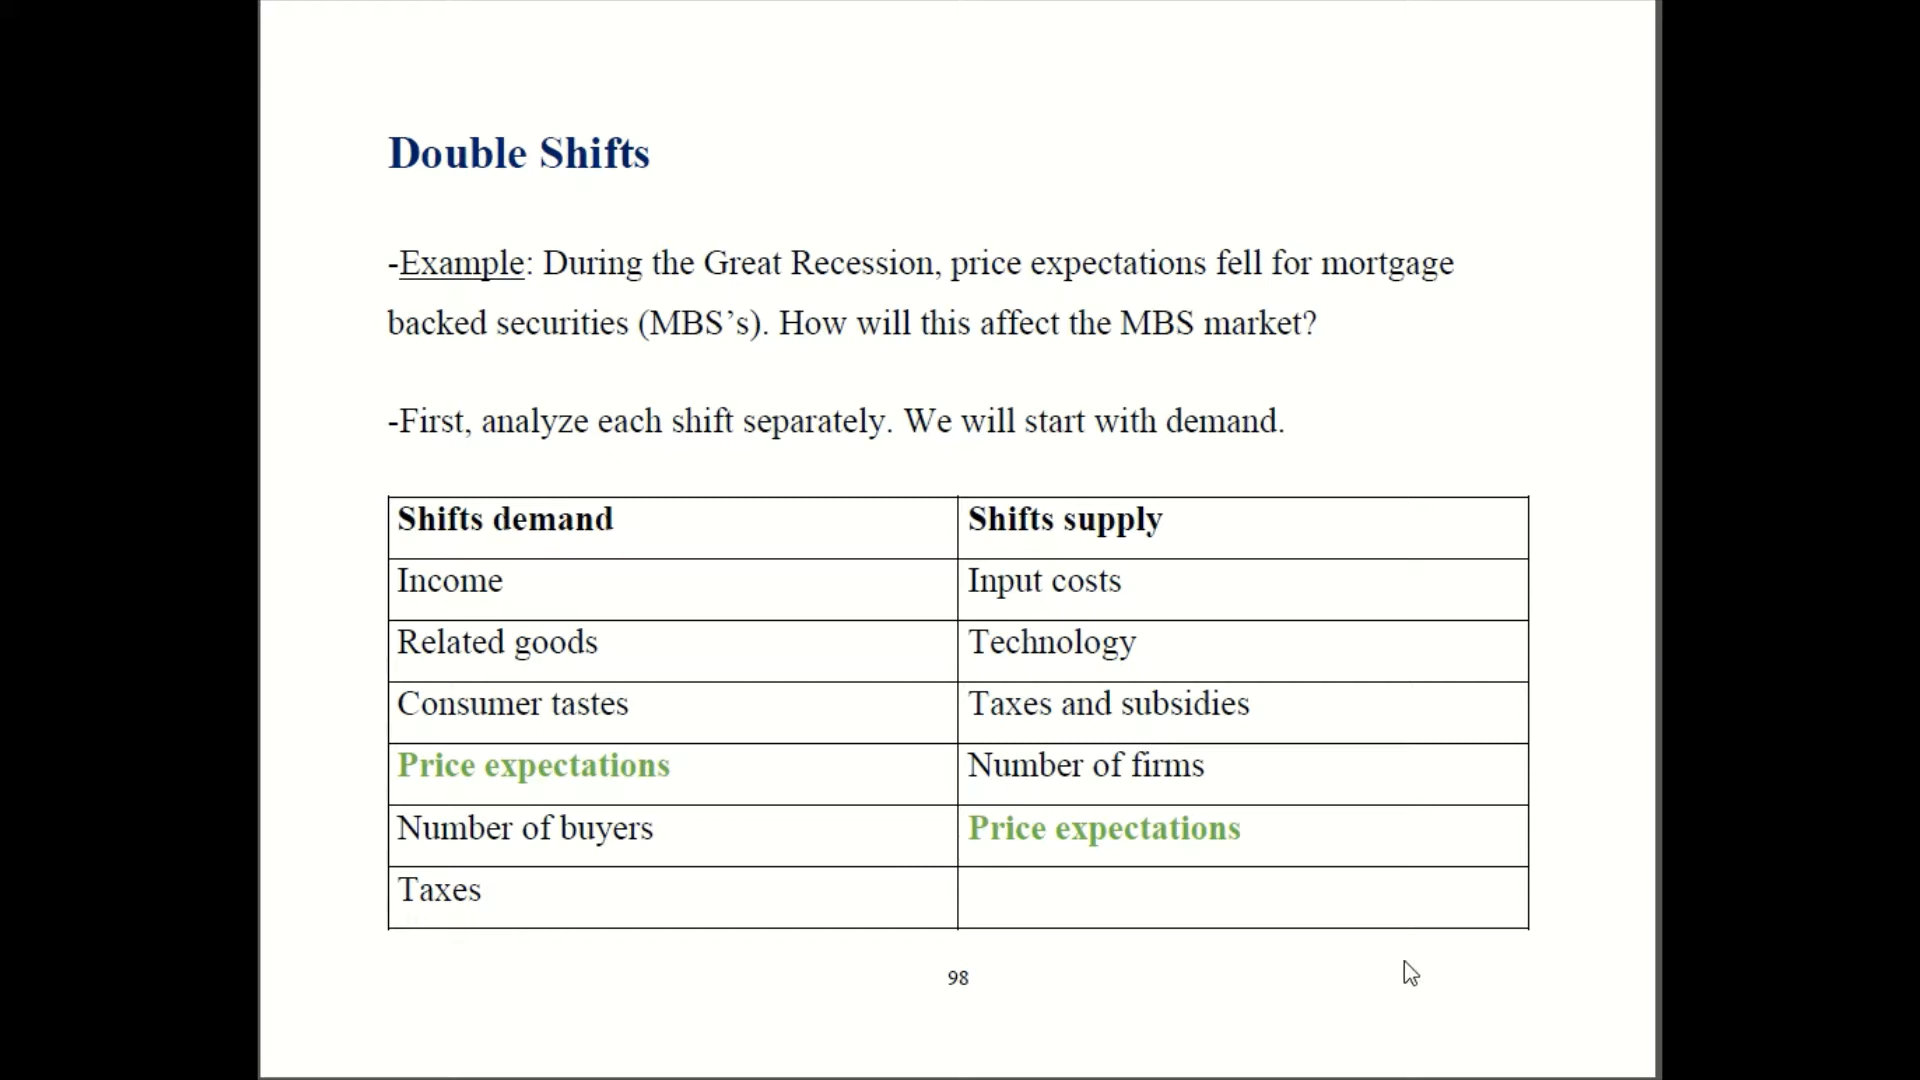 Double Shifts
-Example: During the Great Recession, price expectations fell for mortgage
backed securities (MBS’s). How will this affect the MBS market?
-First, analyze each shift separately. We will start with demand.
Shifts demand Shifts supply
Income Input costs
Related goods Technology
Consumer tastes Taxes and subsidies
Price expectations Number of firms
Number of buyers Price expectations
Taxes
98